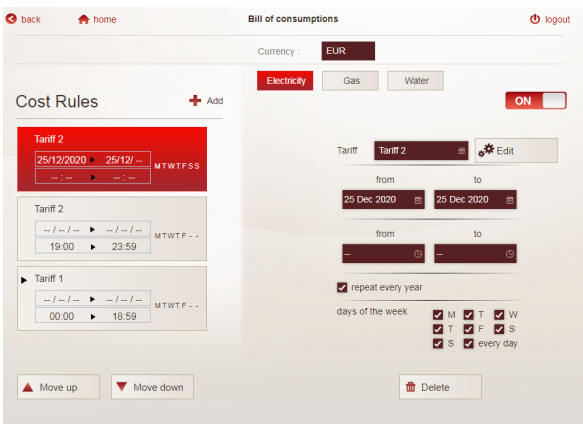 back
home
Bill of consumptions
logout
Currency :
EUR
Electricity
Gas
Water
Cost Rules
Add
ON
Tariff 2
25/12/2020 25/12/ --
-- : -- -- : --
MTWTFSS
Tariff 2
-- / -- / -- -- / -- / --
19:00 23:59
MTWTF--
Tariff 1
-- / -- / -- -- / -- / --
00:00 18:59
MTWTF--
Move up
Move down
Tariff
Tariff 2
Edit
from to
25 Dec 2020 25 Dec 2020
from to
-- --
repeat every year
days of the week
M T W
T F S
S every day
Delete